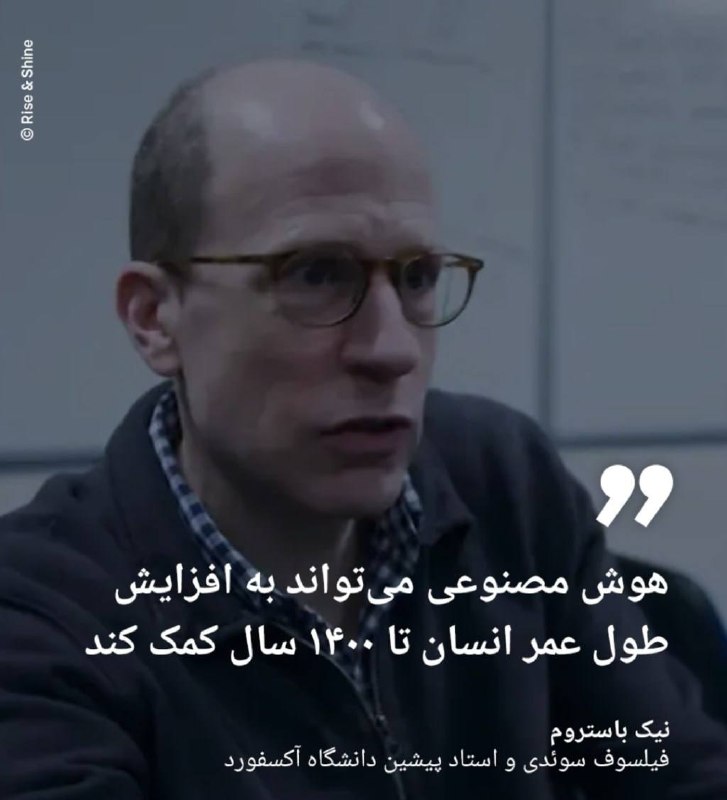 © Rise & Shine
هوش مصنوعی می‌تواند به افزایش
طول عمر انسان تا ۱۴۰۰ سال کمک کند
نیک باستروم
فیلسوف سوئدی و استاد پیشین دانشگاه آکسفورد